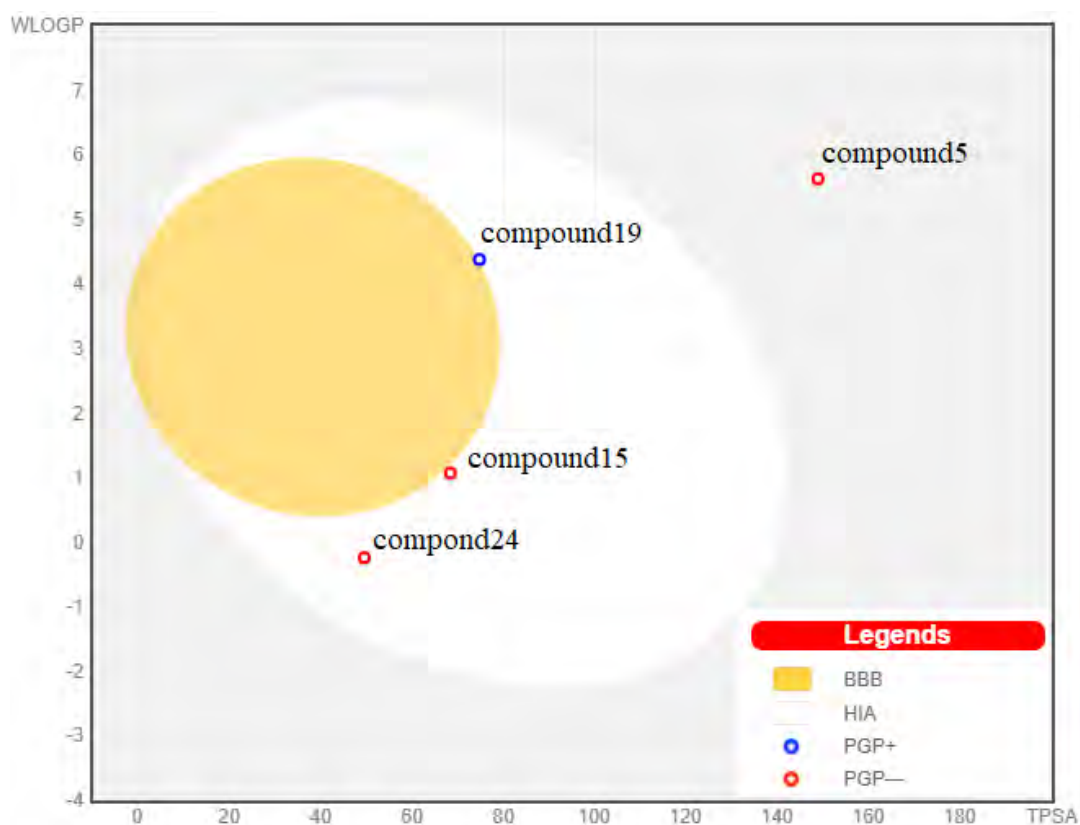 WLOGP
7
6
compound5
5
compound19
4
3
2
compound15
1
0
compond24
-1
Legends
-2
BBB
HIA
-3
PGP+
PGP—
-4
0 20 40 60 80 100 120 140 160 180 TPSA